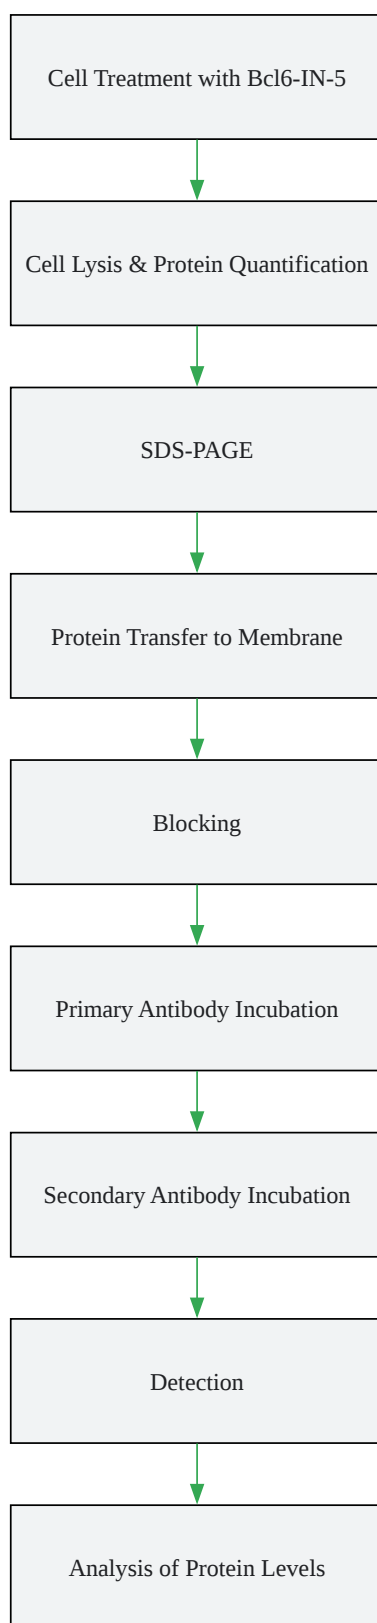 Cell Treatment with Bcl6-IN-5
Cell Lysis & Protein Quantification
SDS-PAGE
Protein Transfer to Membrane
Blocking
Primary Antibody Incubation
Secondary Antibody Incubation
Detection
Analysis of Protein Levels